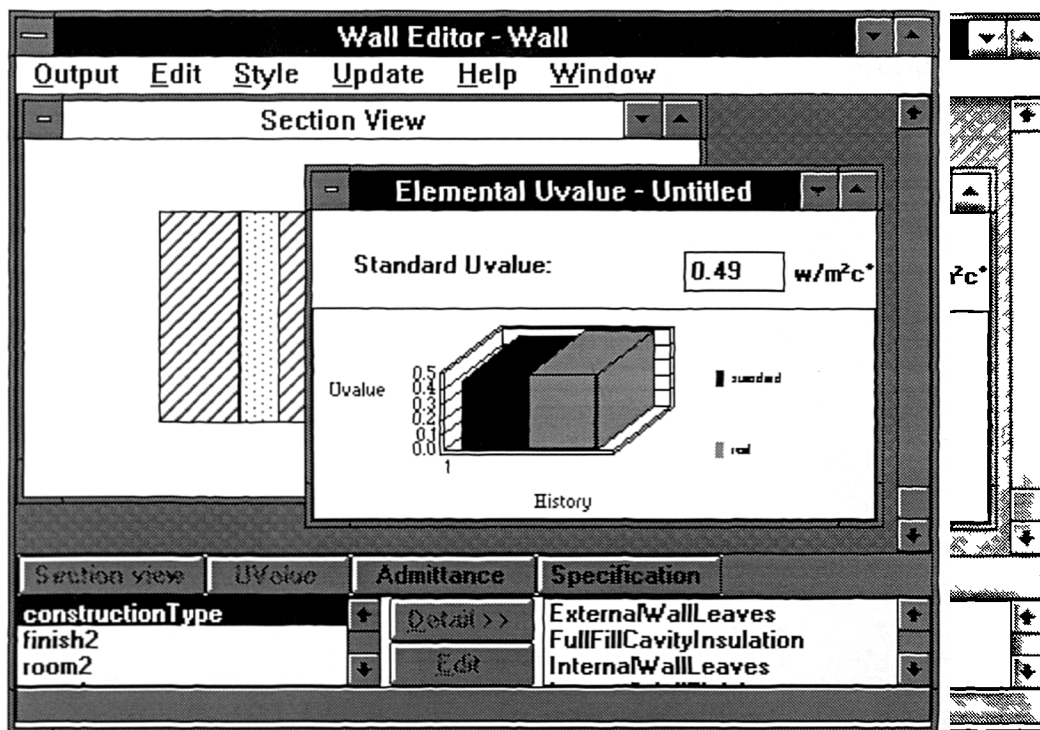 Wall Editor - Wall
Output Edit Style Update Help Window
Section View
Elemental Uvalue - Untitled
Standard Uvalue:
0.49
w/m²c°
r²c°
Uvalue
0.5
0.4
0.3
0.2
0.1
0.0
1
History
standard
real
Section view UValue Admittance Specification
constructionType
finish2
room2
Detail >>
Edit
ExternalWallLeaves
FullFillCavityInsulation
InternalWallLeaves